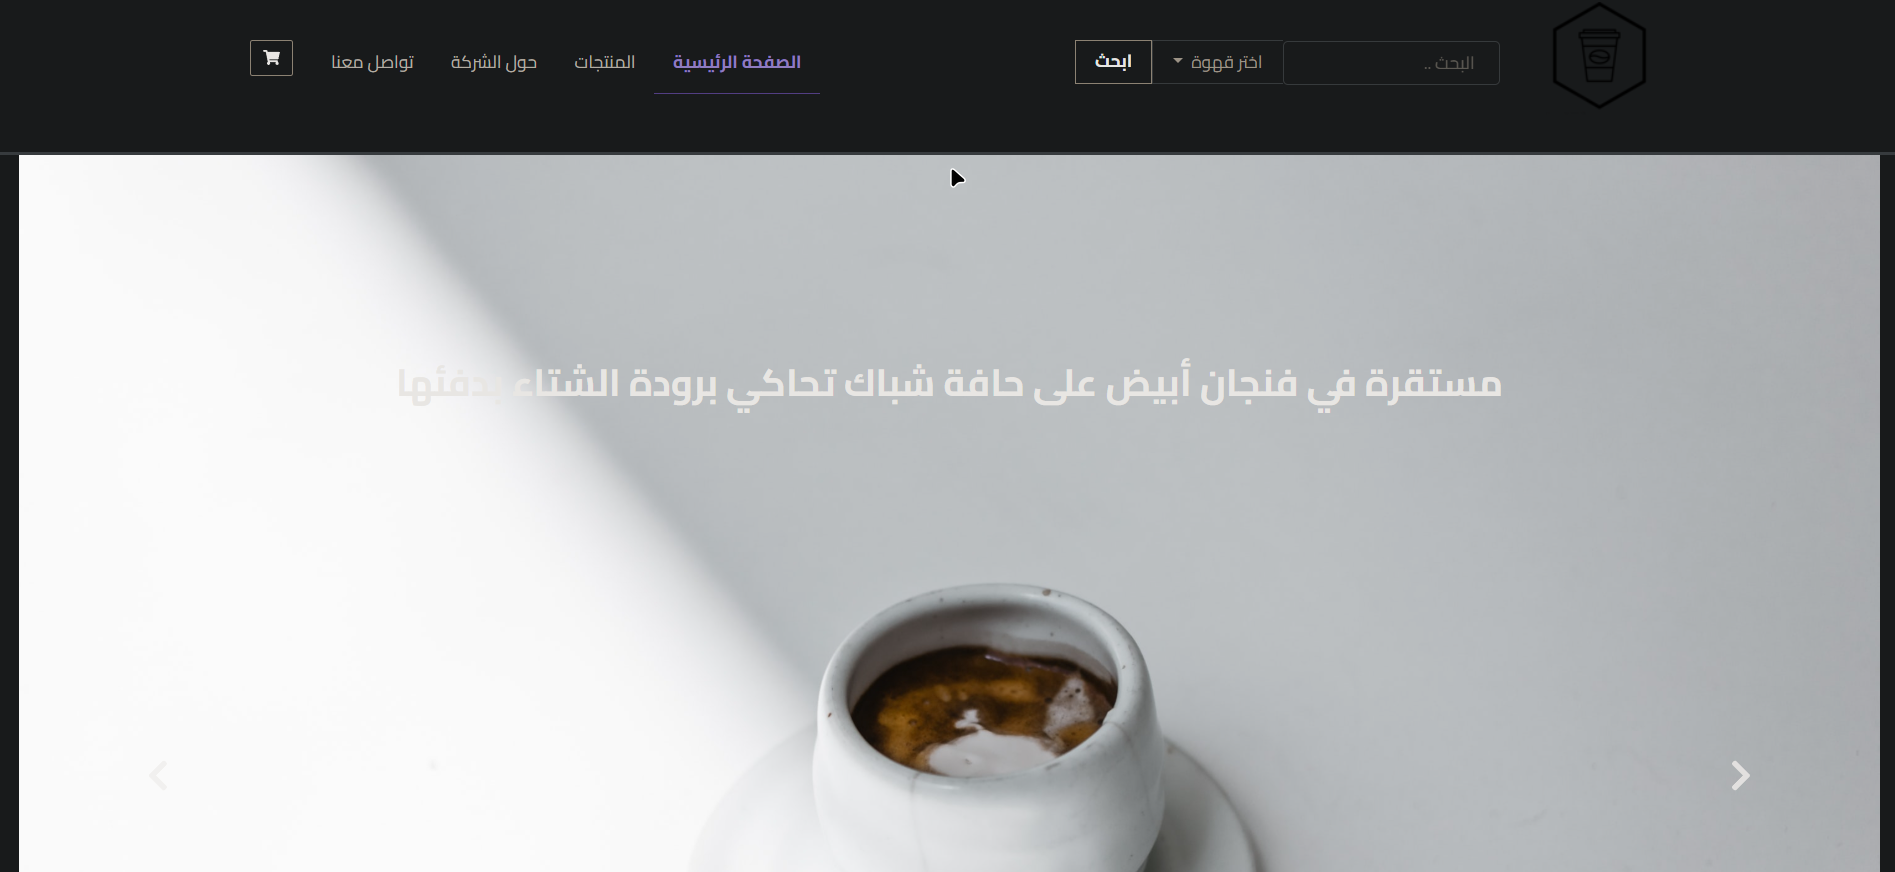 البحث ..
اختر قهوة
ابحث
الصفحة الرئيسية
المنتجات
حول الشركة
تواصل معنا
مستقرة في فنجان أبيض على حافة شباك تحاكي برودة الشتاء بدفئها